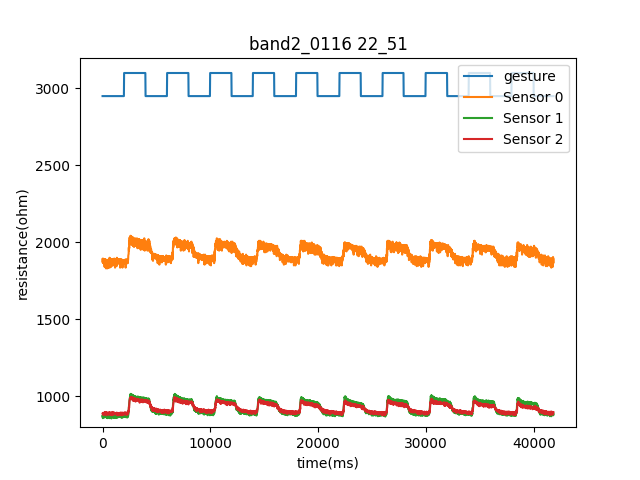 band2_0116 22_51
gesture
Sensor 0
Sensor 1
Sensor 2
resistance(ohm)
3000
2500
2000
1500
1000
0
10000
20000
30000
40000
time(ms)